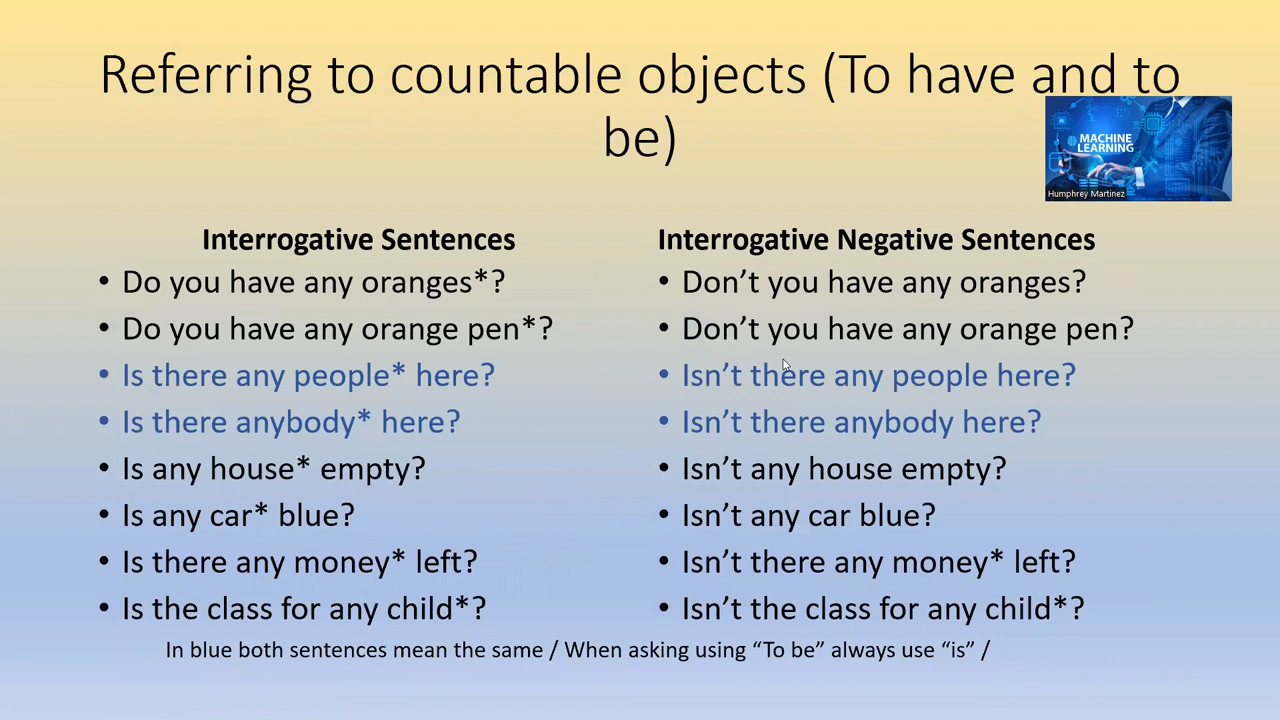 Referring to countable objects (To have and to
be)
MACHINE
LEARNING
Humphrey Martinez
Interrogative Sentences
• Do you have any oranges*?
• Do you have any orange pen*?
• Is there any people* here?
• Is there anybody* here?
• Is any house* empty?
• Is any car* blue?
• Is there any money* left?
• Is the class for any child*?
Interrogative Negative Sentences
• Don’t you have any oranges?
• Don’t you have any orange pen?
• Isn’t there any people here?
• Isn’t there anybody here?
• Isn’t any house empty?
• Isn’t any car blue?
• Isn’t there any money* left?
• Isn’t the class for any child*?
In blue both sentences mean the same / When asking using “To be” always use “is” /